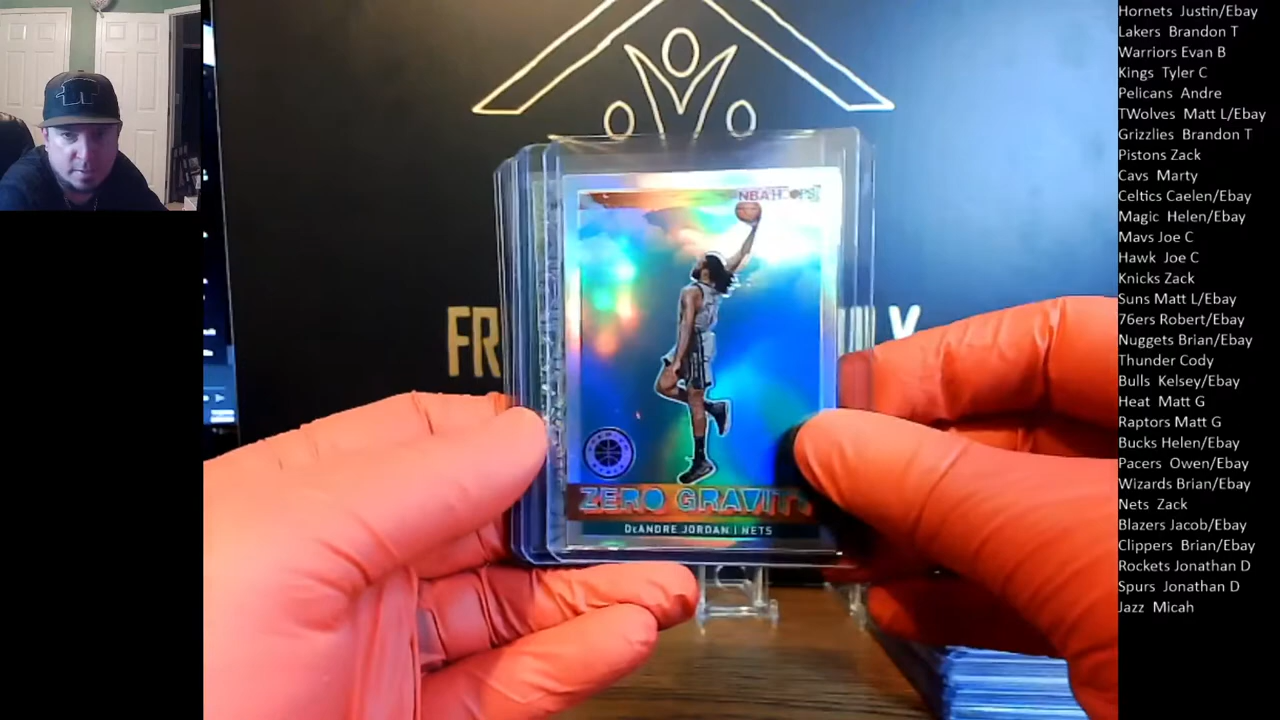 Hornets Justin/Ebay
Lakers Brandon T
Warriors Evan B
Kings Tyler C
Pelicans Andre
TWolves Matt L/Ebay
Grizzlies Brandon T
Pistons Zack
Cavs Marty
Celtics Caelen/Ebay
Magic Helen/Ebay
Mavs Joe C
Hawk Joe C
Knicks Zack
Suns Matt L/Ebay
76ers Robert/Ebay
Nuggets Brian/Ebay
Thunder Cody
Bulls Kelsey/Ebay
Heat Matt G
Raptors Matt G
Bucks Helen/Ebay
Pacers Owen/Ebay
Wizards Brian/Ebay
Nets Zack
Blazers Jacob/Ebay
Clippers Brian/Ebay
Rockets Jonathan D
Spurs Jonathan D
Jazz Micah
NBA HOOPS
ZERO GRAVITY
DeANDRE JORDAN | NETS